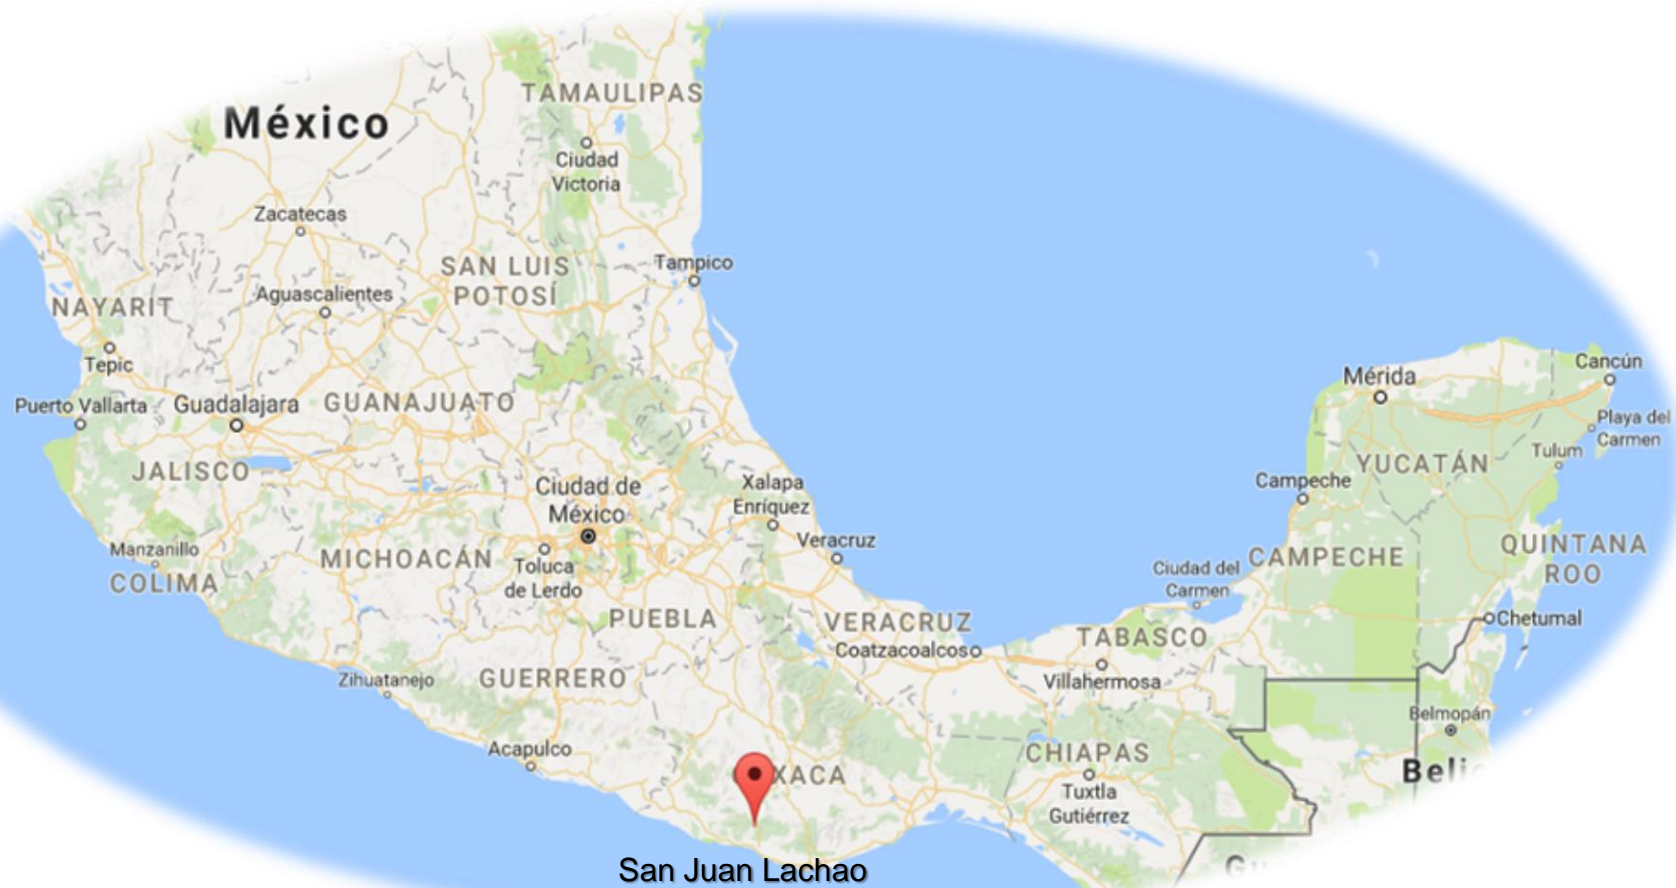 TAMAULIPAS
México
Ciudad
Victoria
Zacatecas
SAN LUIS
POTOSÍ
Tampico
Aguascalientes
NAYARIT
Tepic
Puerto Vallarta
Guadalajara
GUANAJUATO
JALISCO
Ciudad de
México
Xalapa
Enríquez
Veracruz
Manzanillo
COLIMA
MICHOACÁN
Toluca
de Lerdo
PUEBLA
VERACRUZ
Coatzacoalcos
Zihuatanejo
GUERRERO
Acapulco
XACA
San Juan Lachao
Mérida
Cancún
Playa del
Carmen
Tulum
YUCATÁN
Campeche
CAMPECHE
QUINTANA
ROO
Ciudad del
Carmen
Chetumal
TABASCO
Villahermosa
Belmopán
CHIAPAS
Tuxtla
Gutiérrez